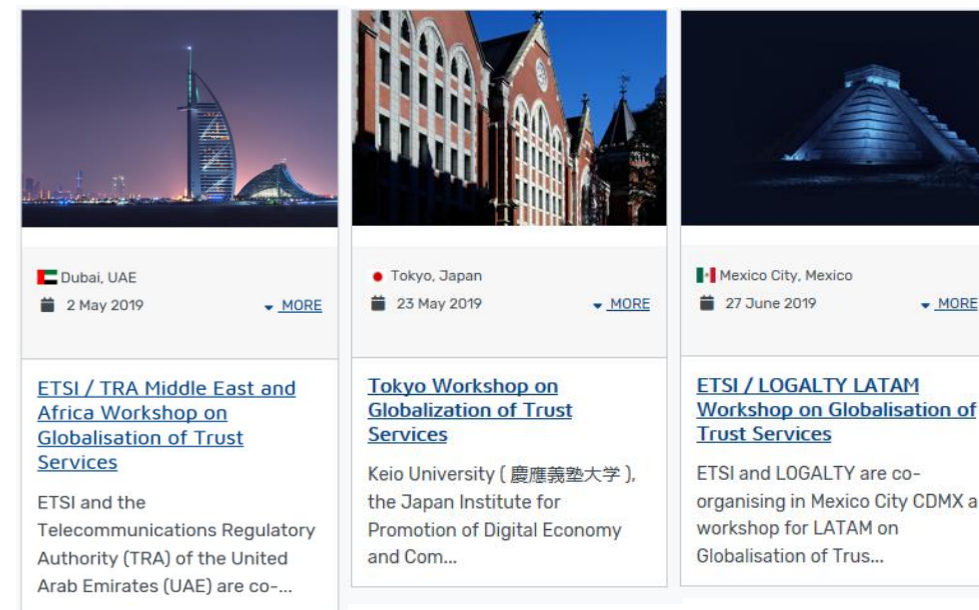 Dubai, UAE
2 May 2019
MORE
ETSI / TRA Middle East and
Africa Workshop on
Globalisation of Trust
Services
ETSI and the
Telecommunications Regulatory
Authority (TRA) of the United
Arab Emirates (UAE) are co-...
Tokyo, Japan
23 May 2019
MORE
Tokyo Workshop on
Globalization of Trust
Services
Keio University ( 慶應義塾大学 ),
the Japan Institute for
Promotion of Digital Economy
and Com...
Mexico City, Mexico
27 June 2019
MORE
ETSI / LOGALTY LATAM
Workshop on Globalisation of
Trust Services
ETSI and LOGALTY are co-
organising in Mexico City CDMX a
workshop for LATAM on
Globalisation of Trus...